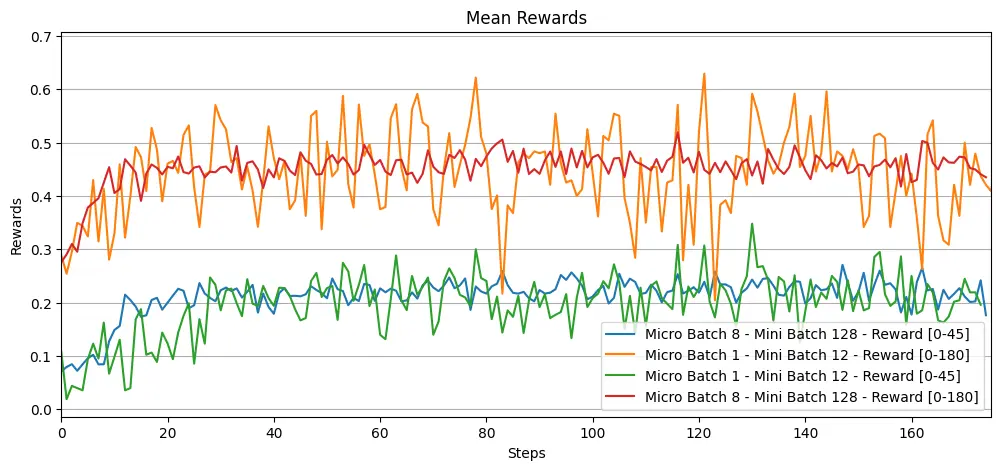 Mean Rewards
0.7
0.6
0.5
0.4
0.3
0.2
0.1
0.0
Rewards
Micro Batch 8 - Mini Batch 128 - Reward [0-45]
Micro Batch 1 - Mini Batch 12 - Reward [0-180]
Micro Batch 1 - Mini Batch 12 - Reward [0-45]
Micro Batch 8 - Mini Batch 128 - Reward [0-180]
0 20 40 60 80 100 120 140 160
Steps